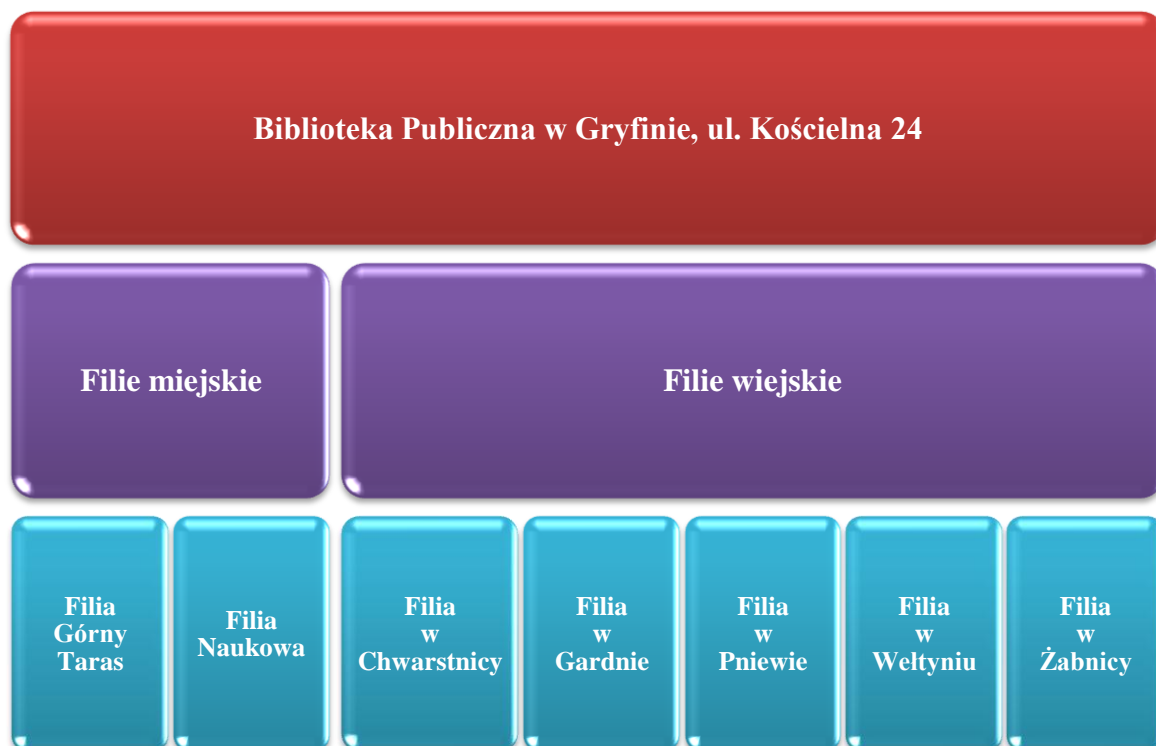 Biblioteka Publiczna w Gryfinie, ul. Kościelna 24
Filie miejskie
Filie wiejskie
Filia
Górny
Taras
Filia
Naukowa
Filia
w
Chwarstnicy
Filia
w
Gardnie
Filia
w
Pniewie
Filia
w
Wełtyniu
Filia
w
Żabnicy